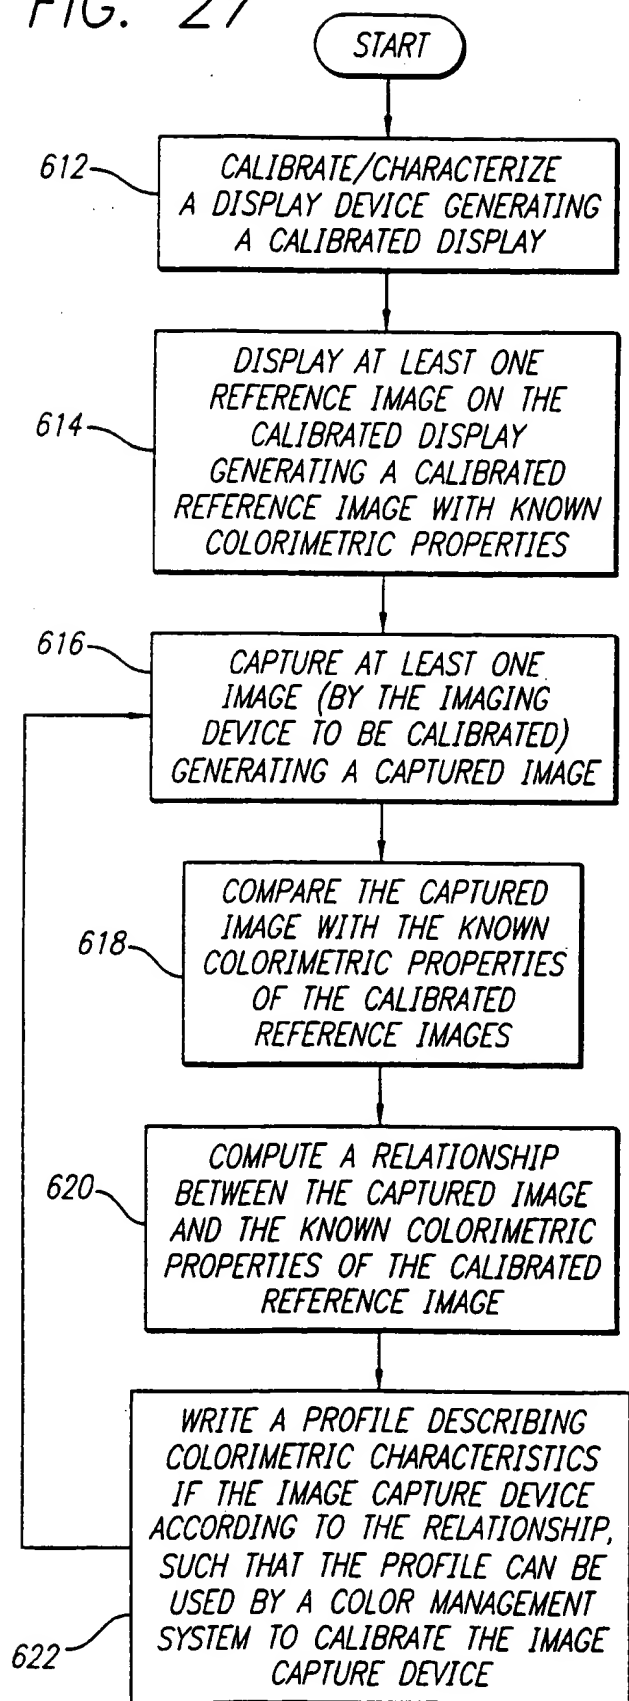 FIG. 27
START
612
CALIBRATE/CHARACTERIZE
A DISPLAY DEVICE GENERATING
A CALIBRATED DISPLAY
614
DISPLAY AT LEAST ONE
REFERENCE IMAGE ON THE
CALIBRATED DISPLAY
GENERATING A CALIBRATED
REFERENCE IMAGE WITH KNOWN
COLORIMETRIC PROPERTIES
616
CAPTURE AT LEAST ONE
IMAGE (BY THE IMAGING
DEVICE TO BE CALIBRATED)
GENERATING A CAPTURED IMAGE
618
COMPARE THE CAPTURED
IMAGE WITH THE KNOWN
COLORIMETRIC PROPERTIES
OF THE CALIBRATED
REFERENCE IMAGES
620
COMPUTE A RELATIONSHIP
BETWEEN THE CAPTURED IMAGE
AND THE KNOWN COLORIMETRIC
PROPERTIES OF THE CALIBRATED
REFERENCE IMAGE
WRITE A PROFILE DESCRIBING
COLORIMETRIC CHARACTERISTICS
IF THE IMAGE CAPTURE DEVICE
ACCORDING TO THE RELATIONSHIP,
SUCH THAT THE PROFILE CAN BE
USED BY A COLOR MANAGEMENT
SYSTEM TO CALIBRATE THE IMAGE
CAPTURE DEVICE
622